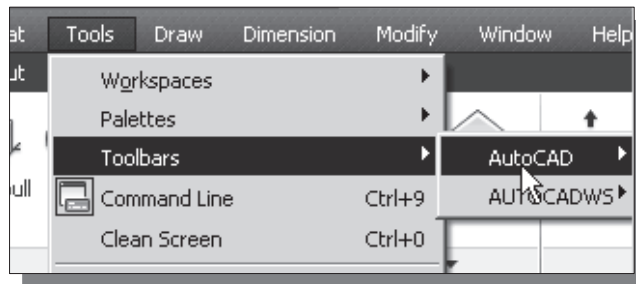 at Tools Draw Dimension Modify Window Help
ut
Workspaces
Palettes
Toolbars AutoCAD
ull Command Line Ctrl+9 AUTOCADWS
Clean Screen Ctrl+0